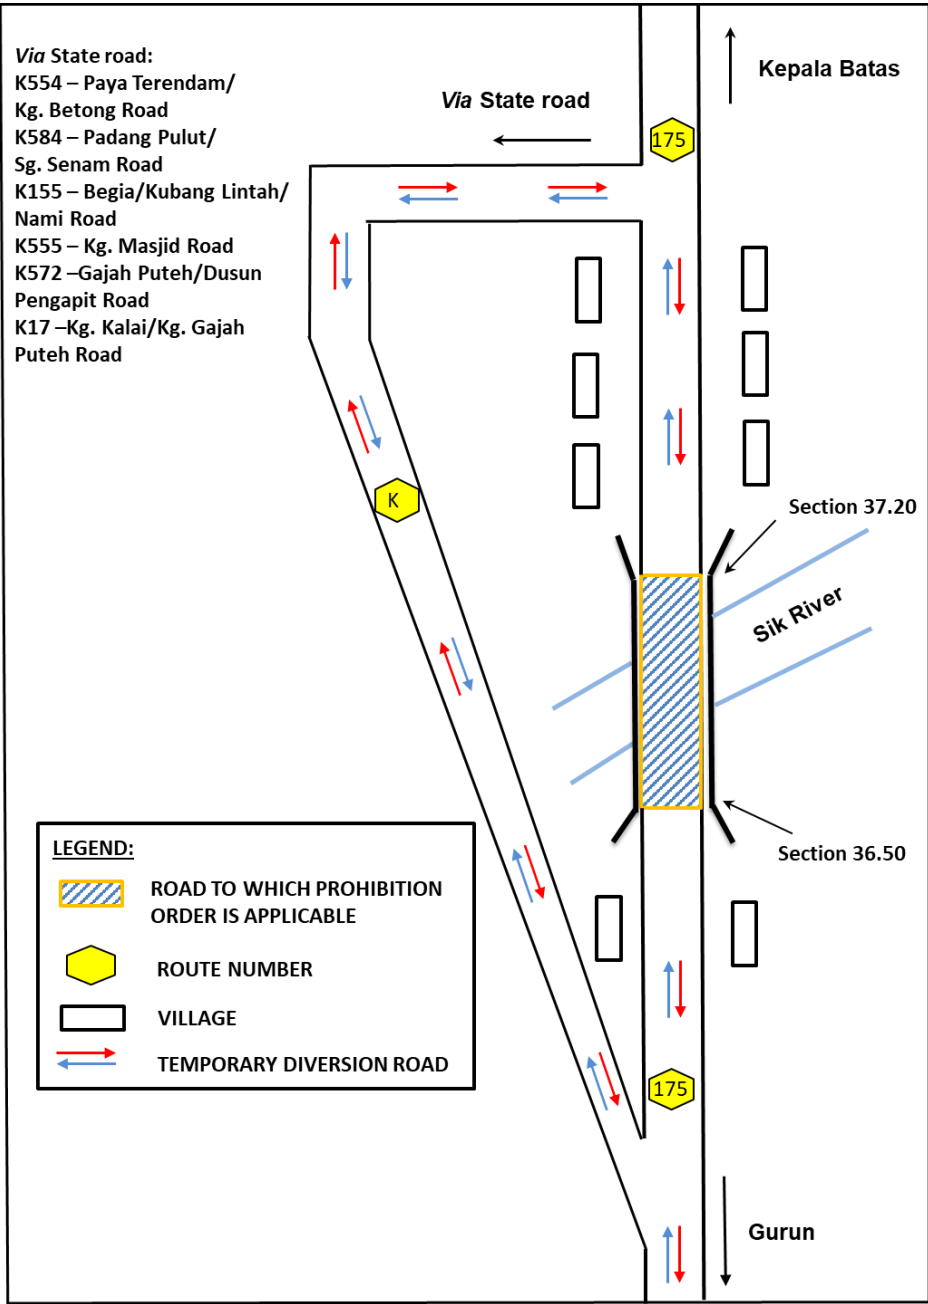 Via State road:
K554 – Paya Terendam/
Kg. Betong Road
K584 – Padang Pulut/
Sg. Senam Road
K155 – Begia/Kubang Lintah/
Nami Road
K555 – Kg. Masjid Road
K572 –Gajah Puteh/Dusun
Pengapit Road
K17 –Kg. Kalai/Kg. Gajah
Puteh Road
Via State road
Kepala Batas
175
K
Section 37.20
Sik River
Section 36.50
LEGEND:
ROAD TO WHICH PROHIBITION
ORDER IS APPLICABLE
ROUTE NUMBER
VILLAGE
TEMPORARY DIVERSION ROAD
175
Gurun